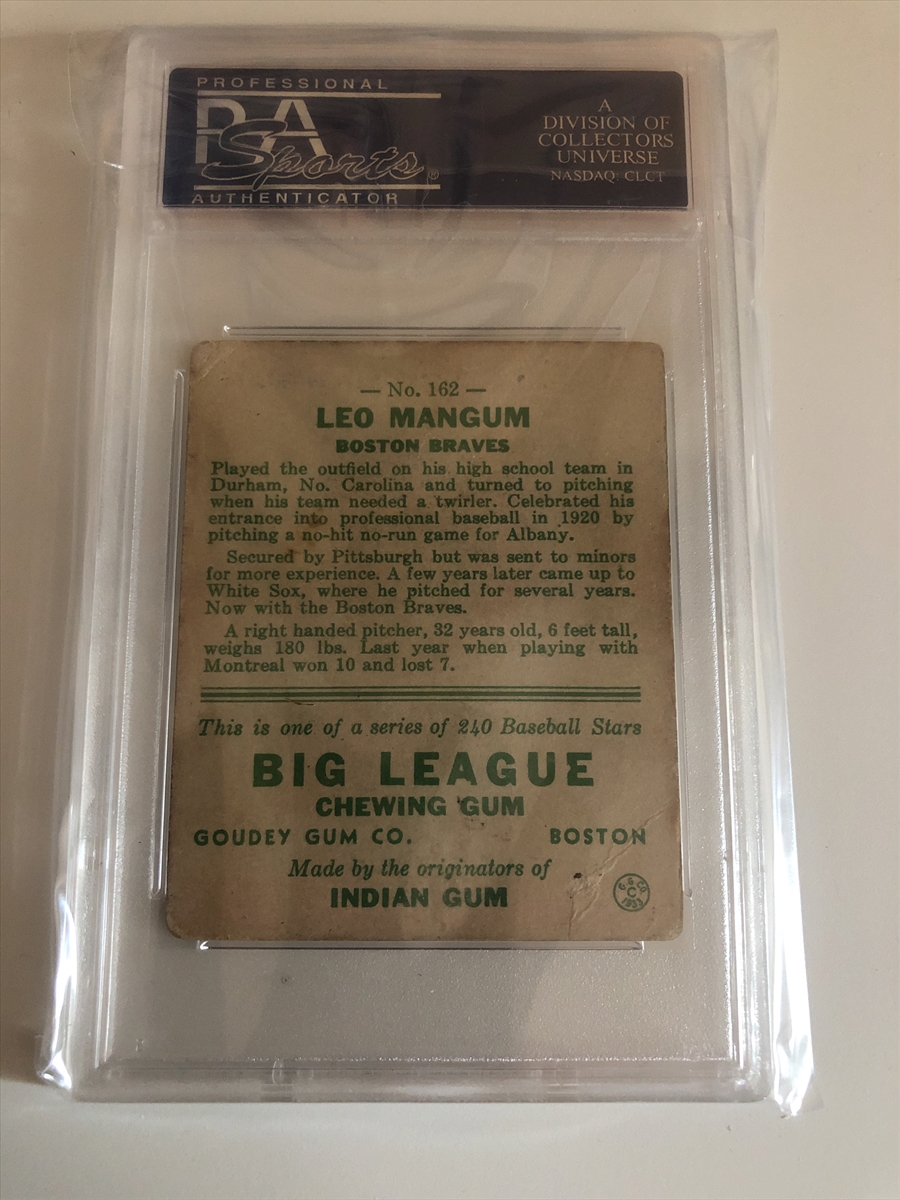 PROFESSIONAL
PSA
Sports®
AUTHENTICATOR
A
DIVISION OF
COLLECTORS
UNIVERSE
NASDAQ: CLCT
— No. 162 —
LEO MANGUM
BOSTON BRAVES
Played the outfield on his high school team in
Durham, No. Carolina and turned to pitching
when his team needed a twirler. Celebrated his
entrance into professional baseball in 1920 by
pitching a no-hit no-run game for Albany.
Secured by Pittsburgh but was sent to minors
for more experience. A few years later came up to
White Sox, where he pitched for several years.
Now with the Boston Braves.
A right handed pitcher, 32 years old, 6 feet tall,
weighs 180 lbs. Last year when playing with
Montreal won 10 and lost 7.
This is one of a series of 240 Baseball Stars
BIG LEAGUE
CHEWING GUM
GOUDEY GUM CO. BOSTON
Made by the originators of
INDIAN GUM
G. G. CO.
C
1933